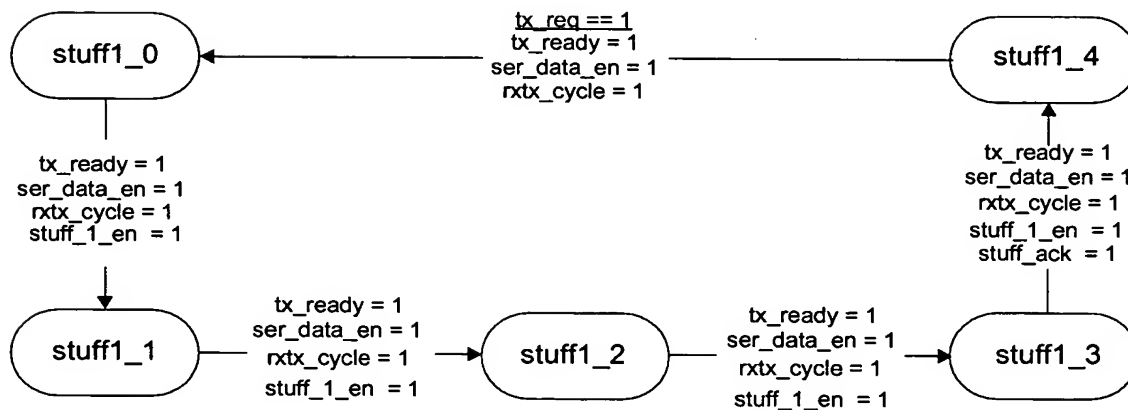 stuff1_0
tx_req == 1
tx_ready = 1
ser_data_en = 1
rxtx_cycle = 1
stuff1_4
tx_ready = 1
ser_data_en = 1
rxtx_cycle = 1
stuff_1_en = 1
tx_ready = 1
ser_data_en = 1
rxtx_cycle = 1
stuff_1_en = 1
stuff_ack = 1
stuff1_1
tx_ready = 1
ser_data_en = 1
rxtx_cycle = 1
stuff_1_en = 1
stuff1_2
tx_ready = 1
ser_data_en = 1
rxtx_cycle = 1
stuff_1_en = 1
stuff1_3